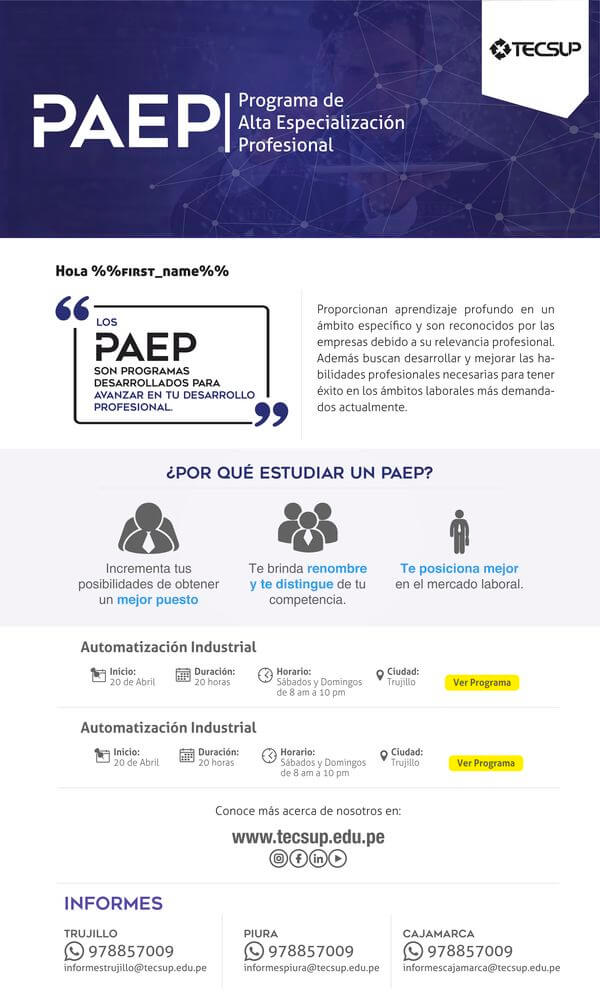 TECSUP
PAEP
Programa de
Alta Especialización
Profesional
Hola %%FIRST_name%%
LOS
PAEP
SON PROGRAMAS
DESARROLLADOS PARA
AVANZAR EN TU DESARROLLO
PROFESIONAL.
Proporcionan aprendizaje profundo en un
ámbito específico y son reconocidos por las
empresas debido a su relevancia profesional.
Además buscan desarrollar y mejorar las ha-
bilidades profesionales necesarias para tener
éxito en los ámbitos laborales más demanda-
dos actualmente.
¿POR QUÉ ESTUDIAR UN PAEP?
Incrementa tus
posibilidades de obtener
un mejor puesto
Te brinda renombre
y te distingue de tu
competencia.
Te posiciona mejor
en el mercado laboral.
Automatización Industrial
Inicio:
20 de Abril
Duración:
20 horas
Horario:
Sábados y Domingos
de 8 am a 10 pm
Ciudad:
Trujillo
Ver Programa
Automatización Industrial
Inicio:
20 de Abril
Duración:
20 horas
Horario:
Sábados y Domingos
de 8 am a 10 pm
Ciudad:
Trujillo
Ver Programa
Conoce más acerca de nosotros en:
www.tecsup.edu.pe
INFORMES
TRUJILLO
978857009
informestrujillo@tecsup.edu.pe
PIURA
978857009
informespiura@tecsup.edu.pe
CAJAMARCA
978857009
informescajamarca@tecsup.edu.pe